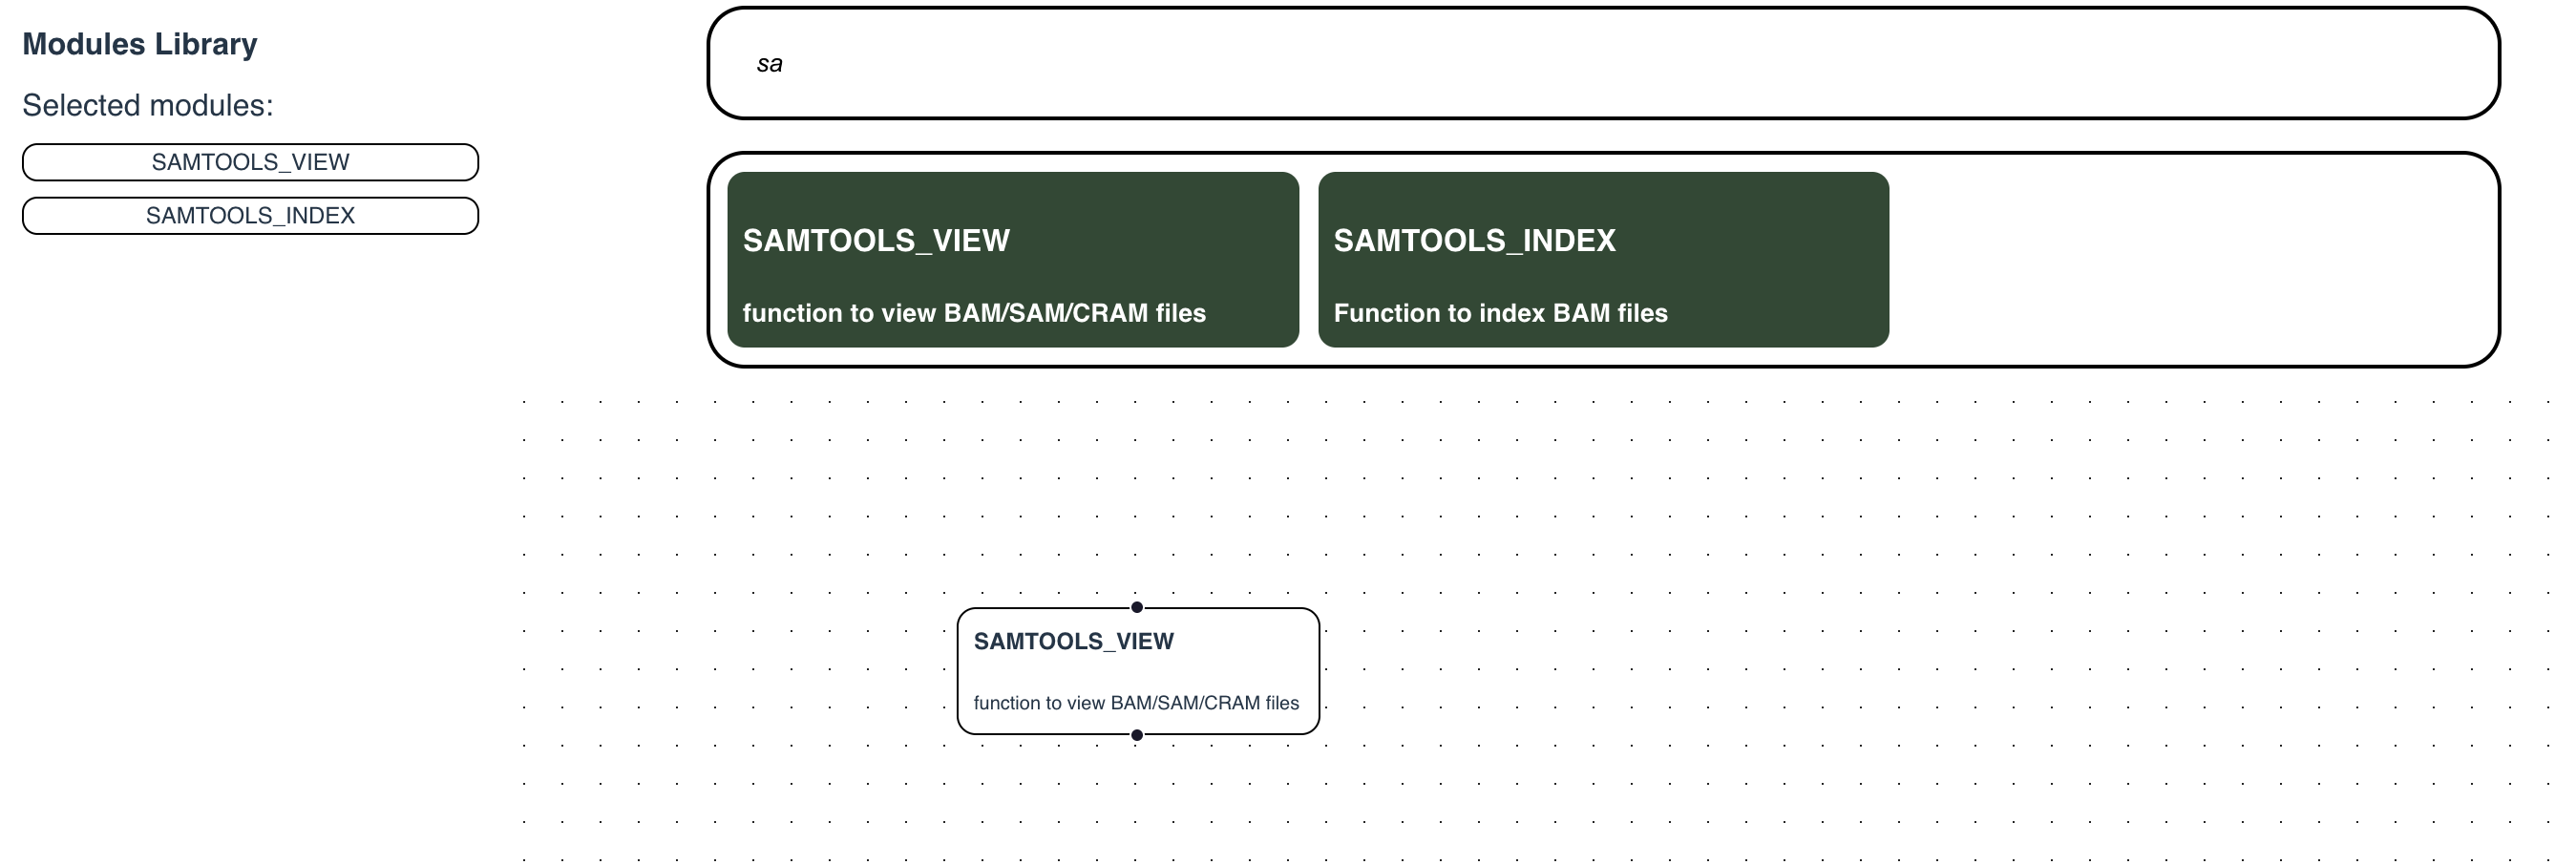 Modules Library
Selected modules:
SAMTOOLS_VIEW
SAMTOOLS_INDEX
sa
SAMTOOLS_VIEW
function to view BAM/SAM/CRAM files
SAMTOOLS_INDEX
Function to index BAM files
SAMTOOLS_VIEW
function to view BAM/SAM/CRAM files